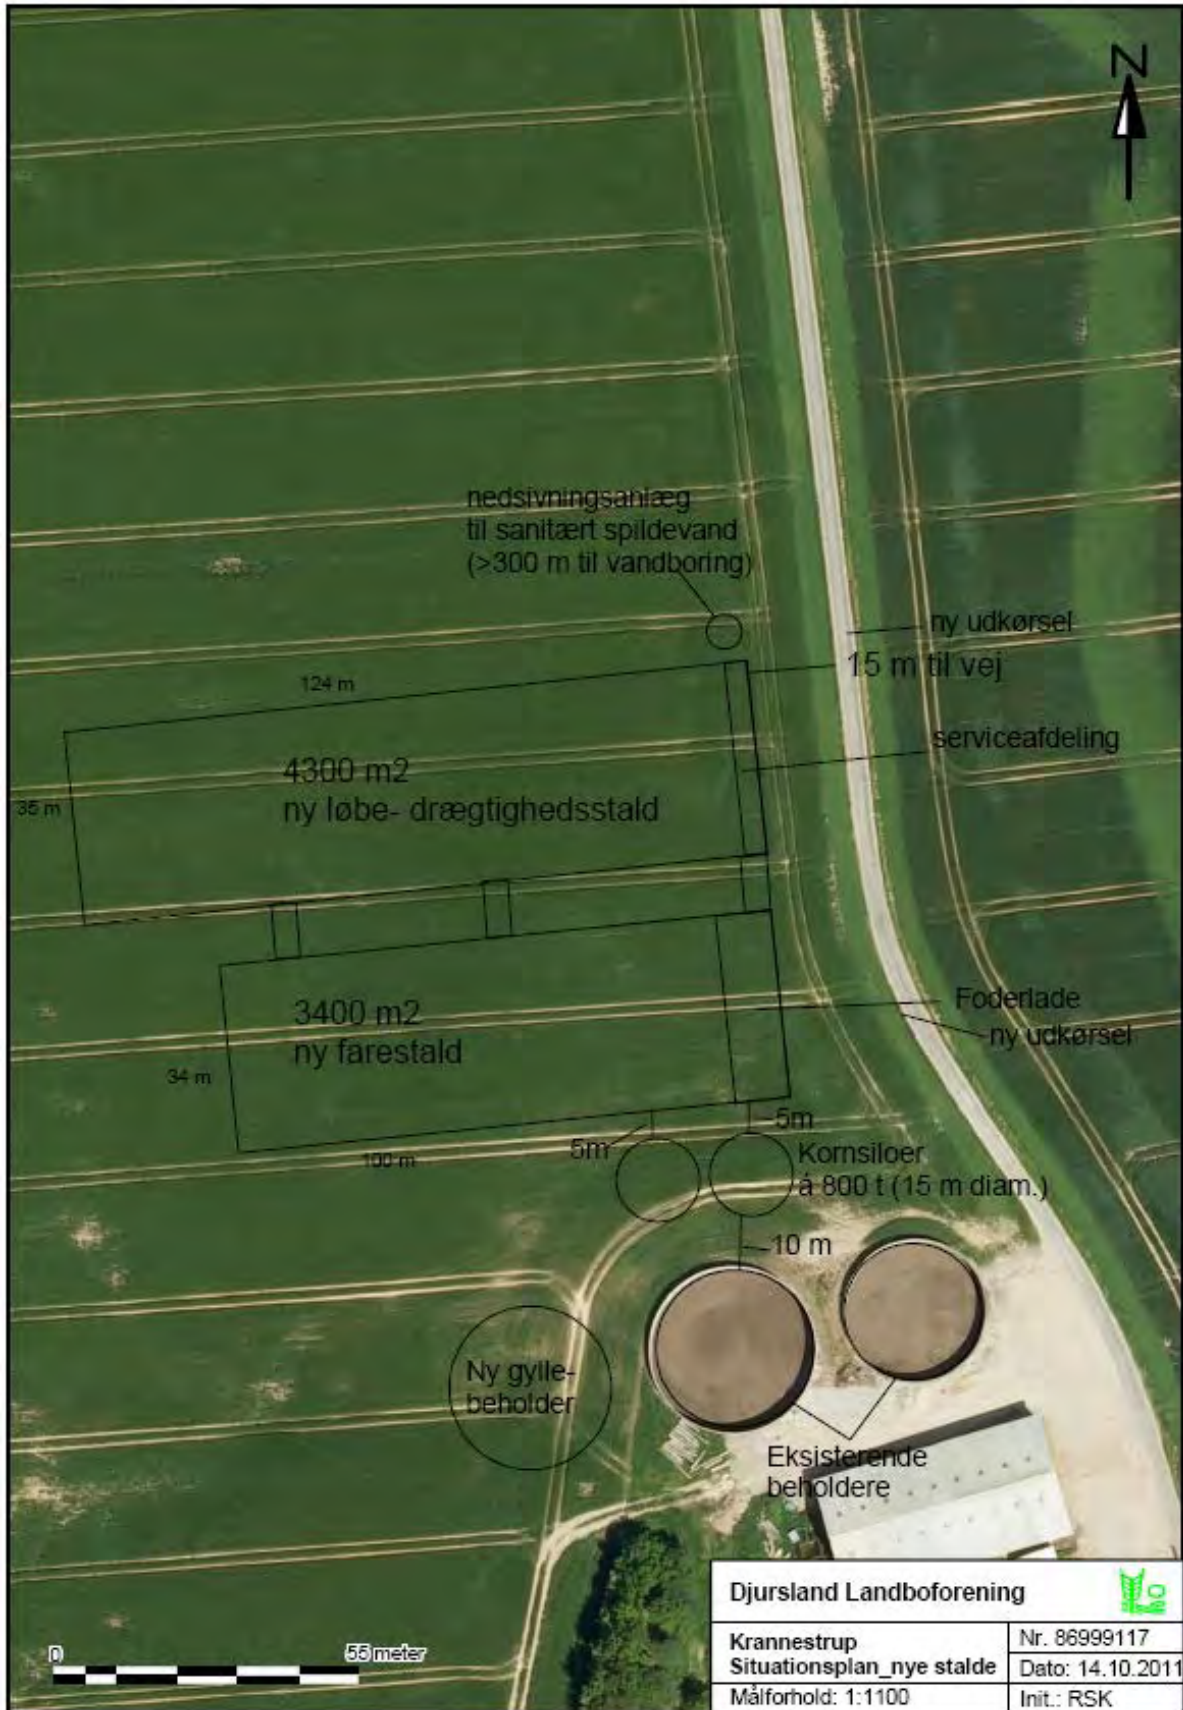 N
nedsivningsanlæg
til sanitært spildevand
(>300 m til vandboring)
ny udkørsel
15 m til vej
124 m
serviceafdeling
4300 m2
ny løbe- drægtighedsstald
35 m
Foderlade
ny udkørsel
3400 m2
ny farestald
34 m
100 m
5m
5m
Kornsiloer
á 800 t (15 m diam.)
10 m
Ny gylle-
beholder
Eksisterende
beholdere
0 55 meter
Djursland Landboforening
Krannestrup
Situationsplan_nye stalde
Målforhold: 1:1100
Nr. 86999117
Dato: 14.10.2011
Init.: RSK